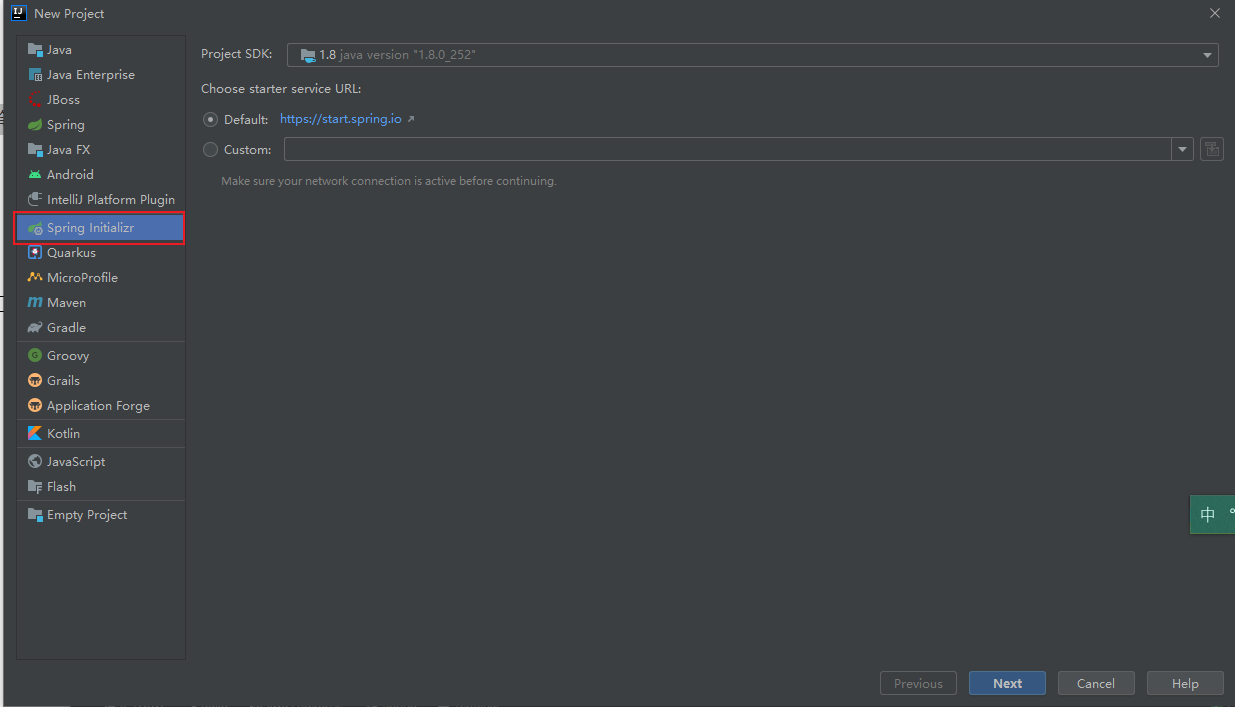 New Project
Java
Java Enterprise
JBoss
Spring
Java FX
Android
IntelliJ Platform Plugin
Spring Initializr
Quarkus
MicroProfile
Maven
Gradle
Groovy
Grails
Application Forge
Kotlin
JavaScript
Flash
Empty Project
Project SDK: 1.8 java version "1.8.0_252"
Choose starter service URL:
Default: https://start.spring.io
Custom:
Make sure your network connection is active before continuing.
中
Previous Next Cancel Help